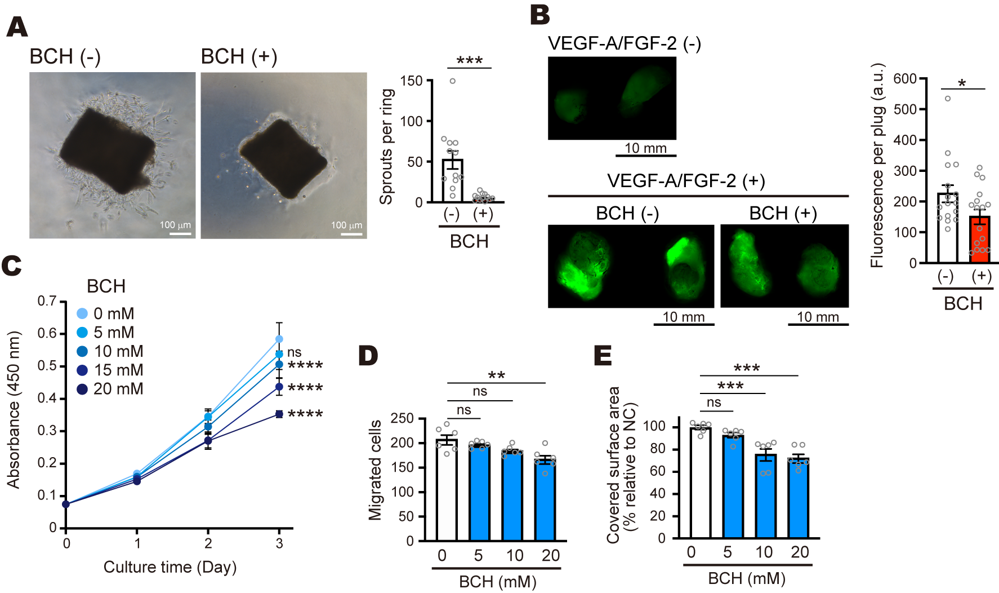 A
BCH (-)
BCH (+)
100 µm
100 µm
***
Sprouts per ring
150
100
50
0
(-)
(+)
BCH
B
VEGF-A/FGF-2 (-)
10 mm
VEGF-A/FGF-2 (+)
BCH (-)
BCH (+)
10 mm
10 mm
*
Fluorescence per plug (a.u.)
600
500
400
300
200
100
0
(-)
(+)
BCH
C
BCH
0 mM
5 mM
10 mM
15 mM
20 mM
Absorbance (450 nm)
0.7
0.6
0.5
0.4
0.3
0.2
0.1
0
ns
****
****
****
0
1
2
3
Culture time (Day)
D
**
ns
ns
Migrated cells
250
200
150
100
50
0
0
5
10
20
BCH (mM)
E
***
***
ns
Covered surface area
(% relative to NC)
100
80
60
40
20
0
0
5
10
20
BCH (mM)